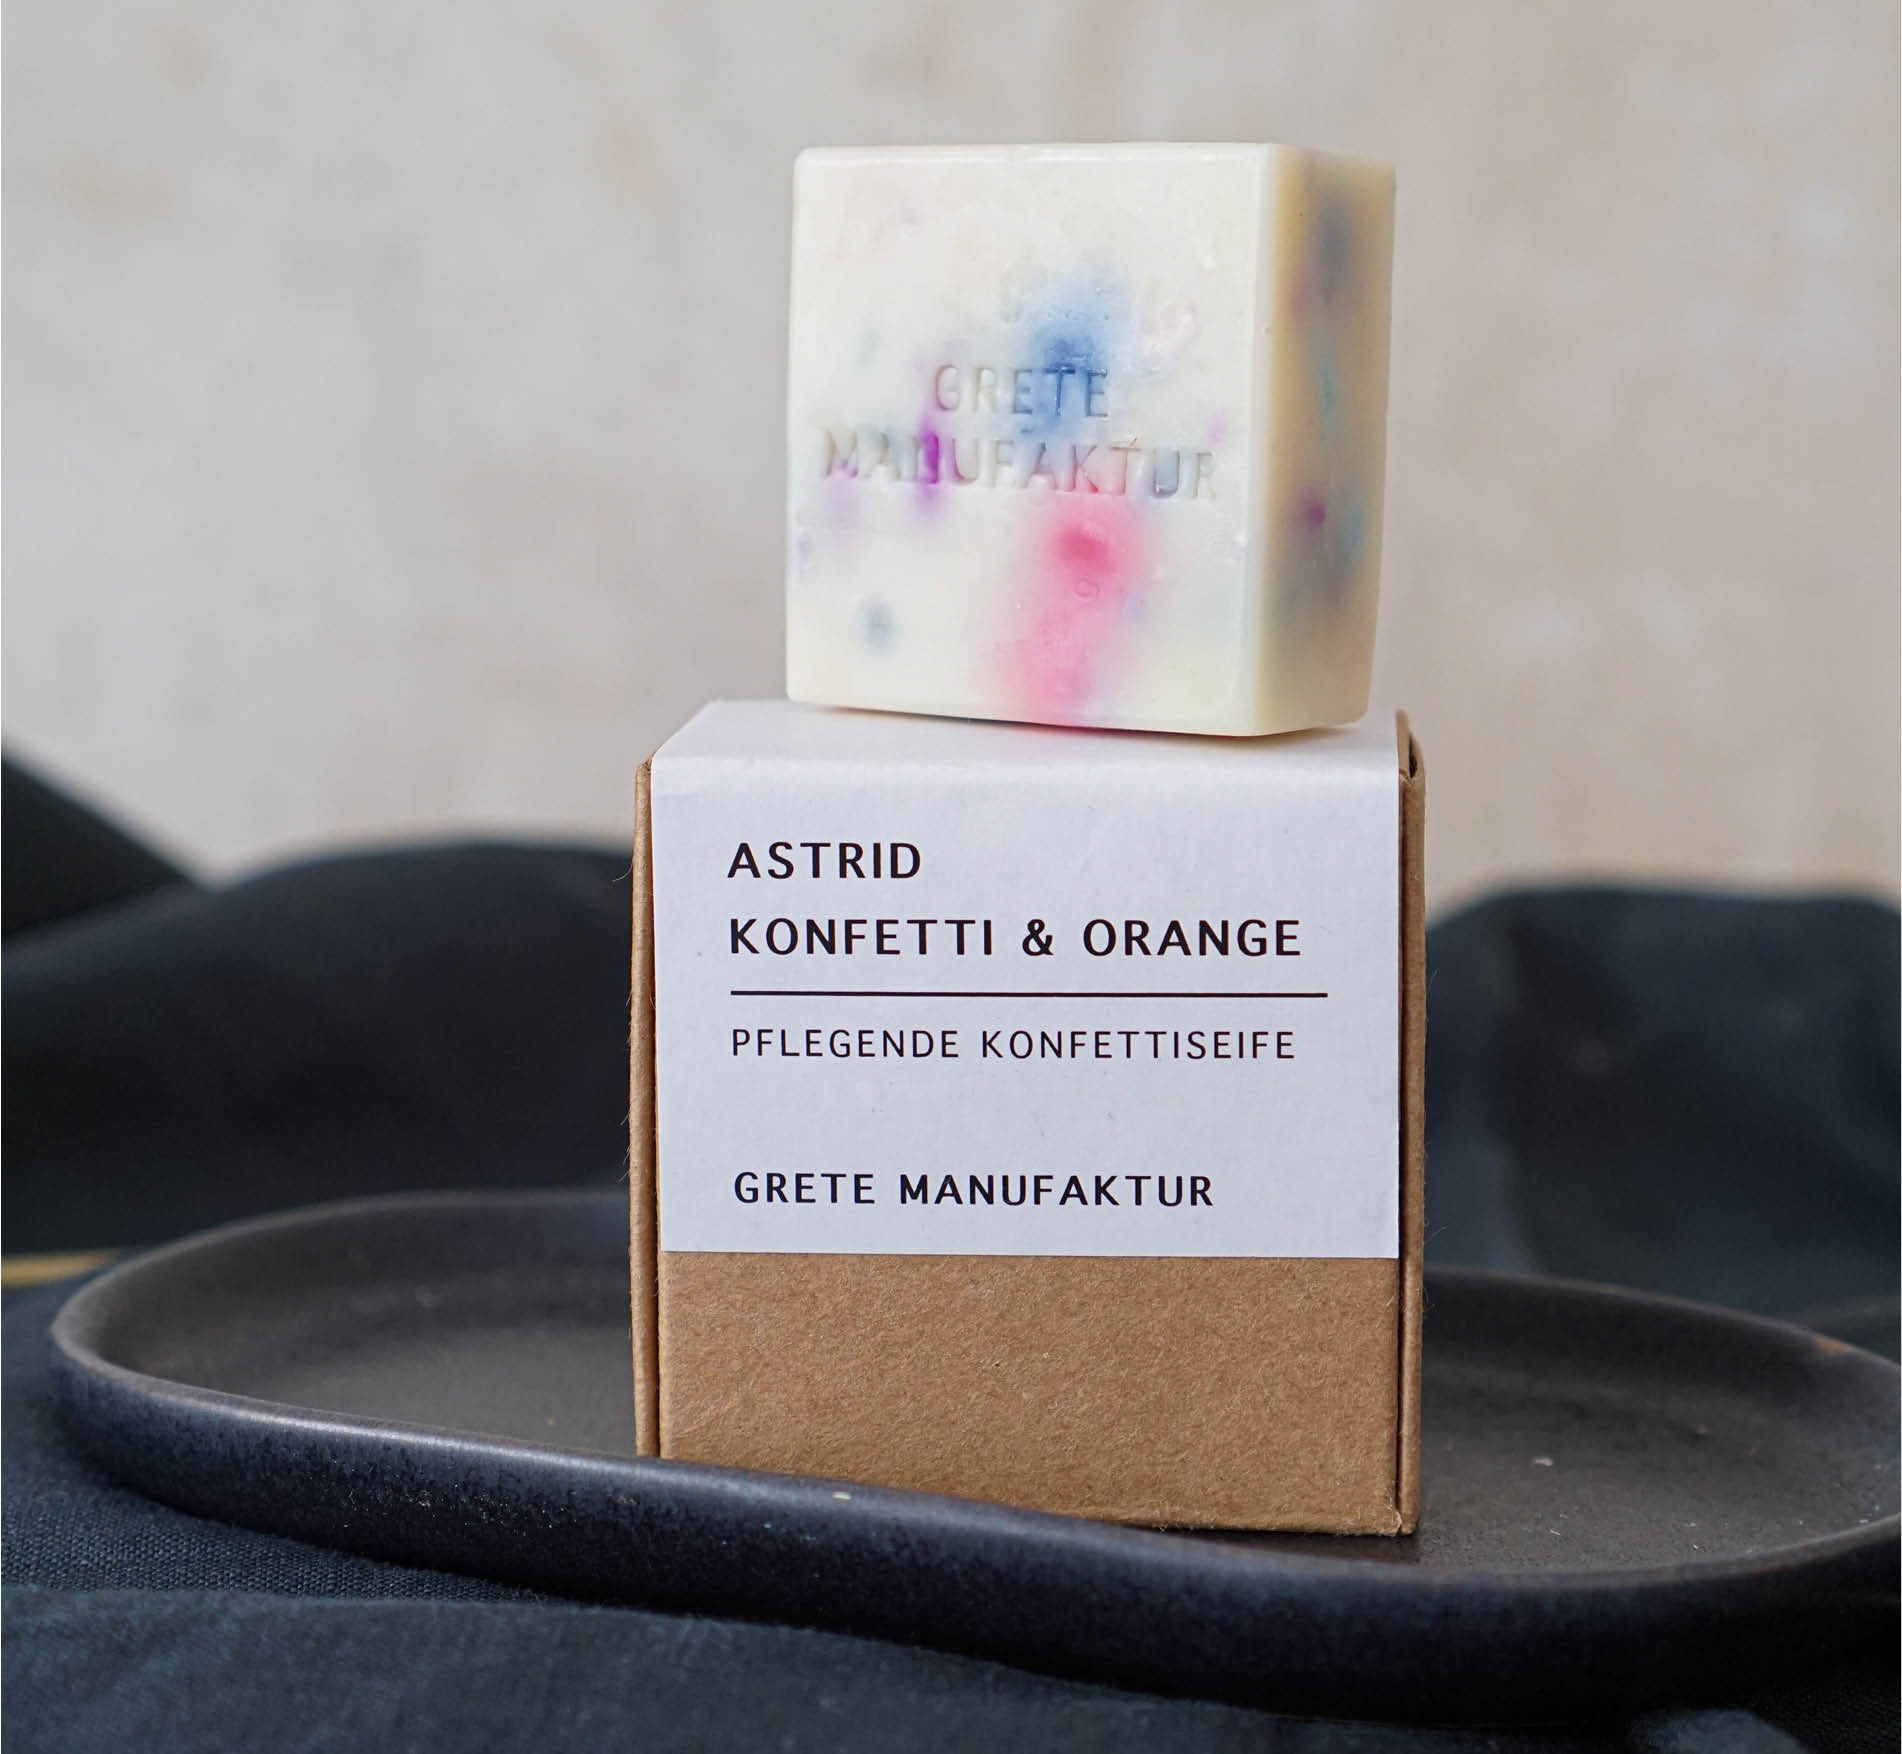 GRETE
MANUFAKTUR
ASTRID
KONFETTI & ORANGE
PFLEGENDE KONFETTISEIFE
GRETE MANUFAKTUR